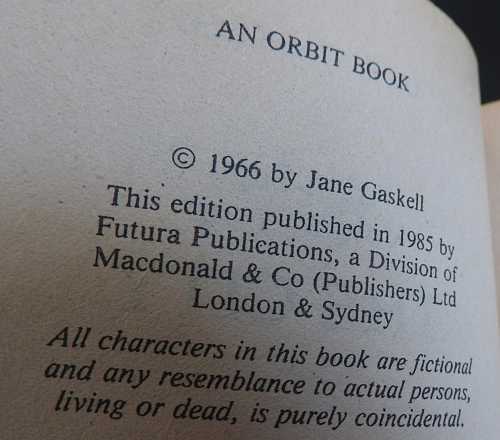 AN ORBIT BOOK
© 1966 by Jane Gaskell
This edition published in 1985 by
Futura Publications, a Division of
Macdonald & Co (Publishers) Ltd
London & Sydney
All characters in this book are fictional
and any resemblance to actual persons,
living or dead, is purely coincidental.